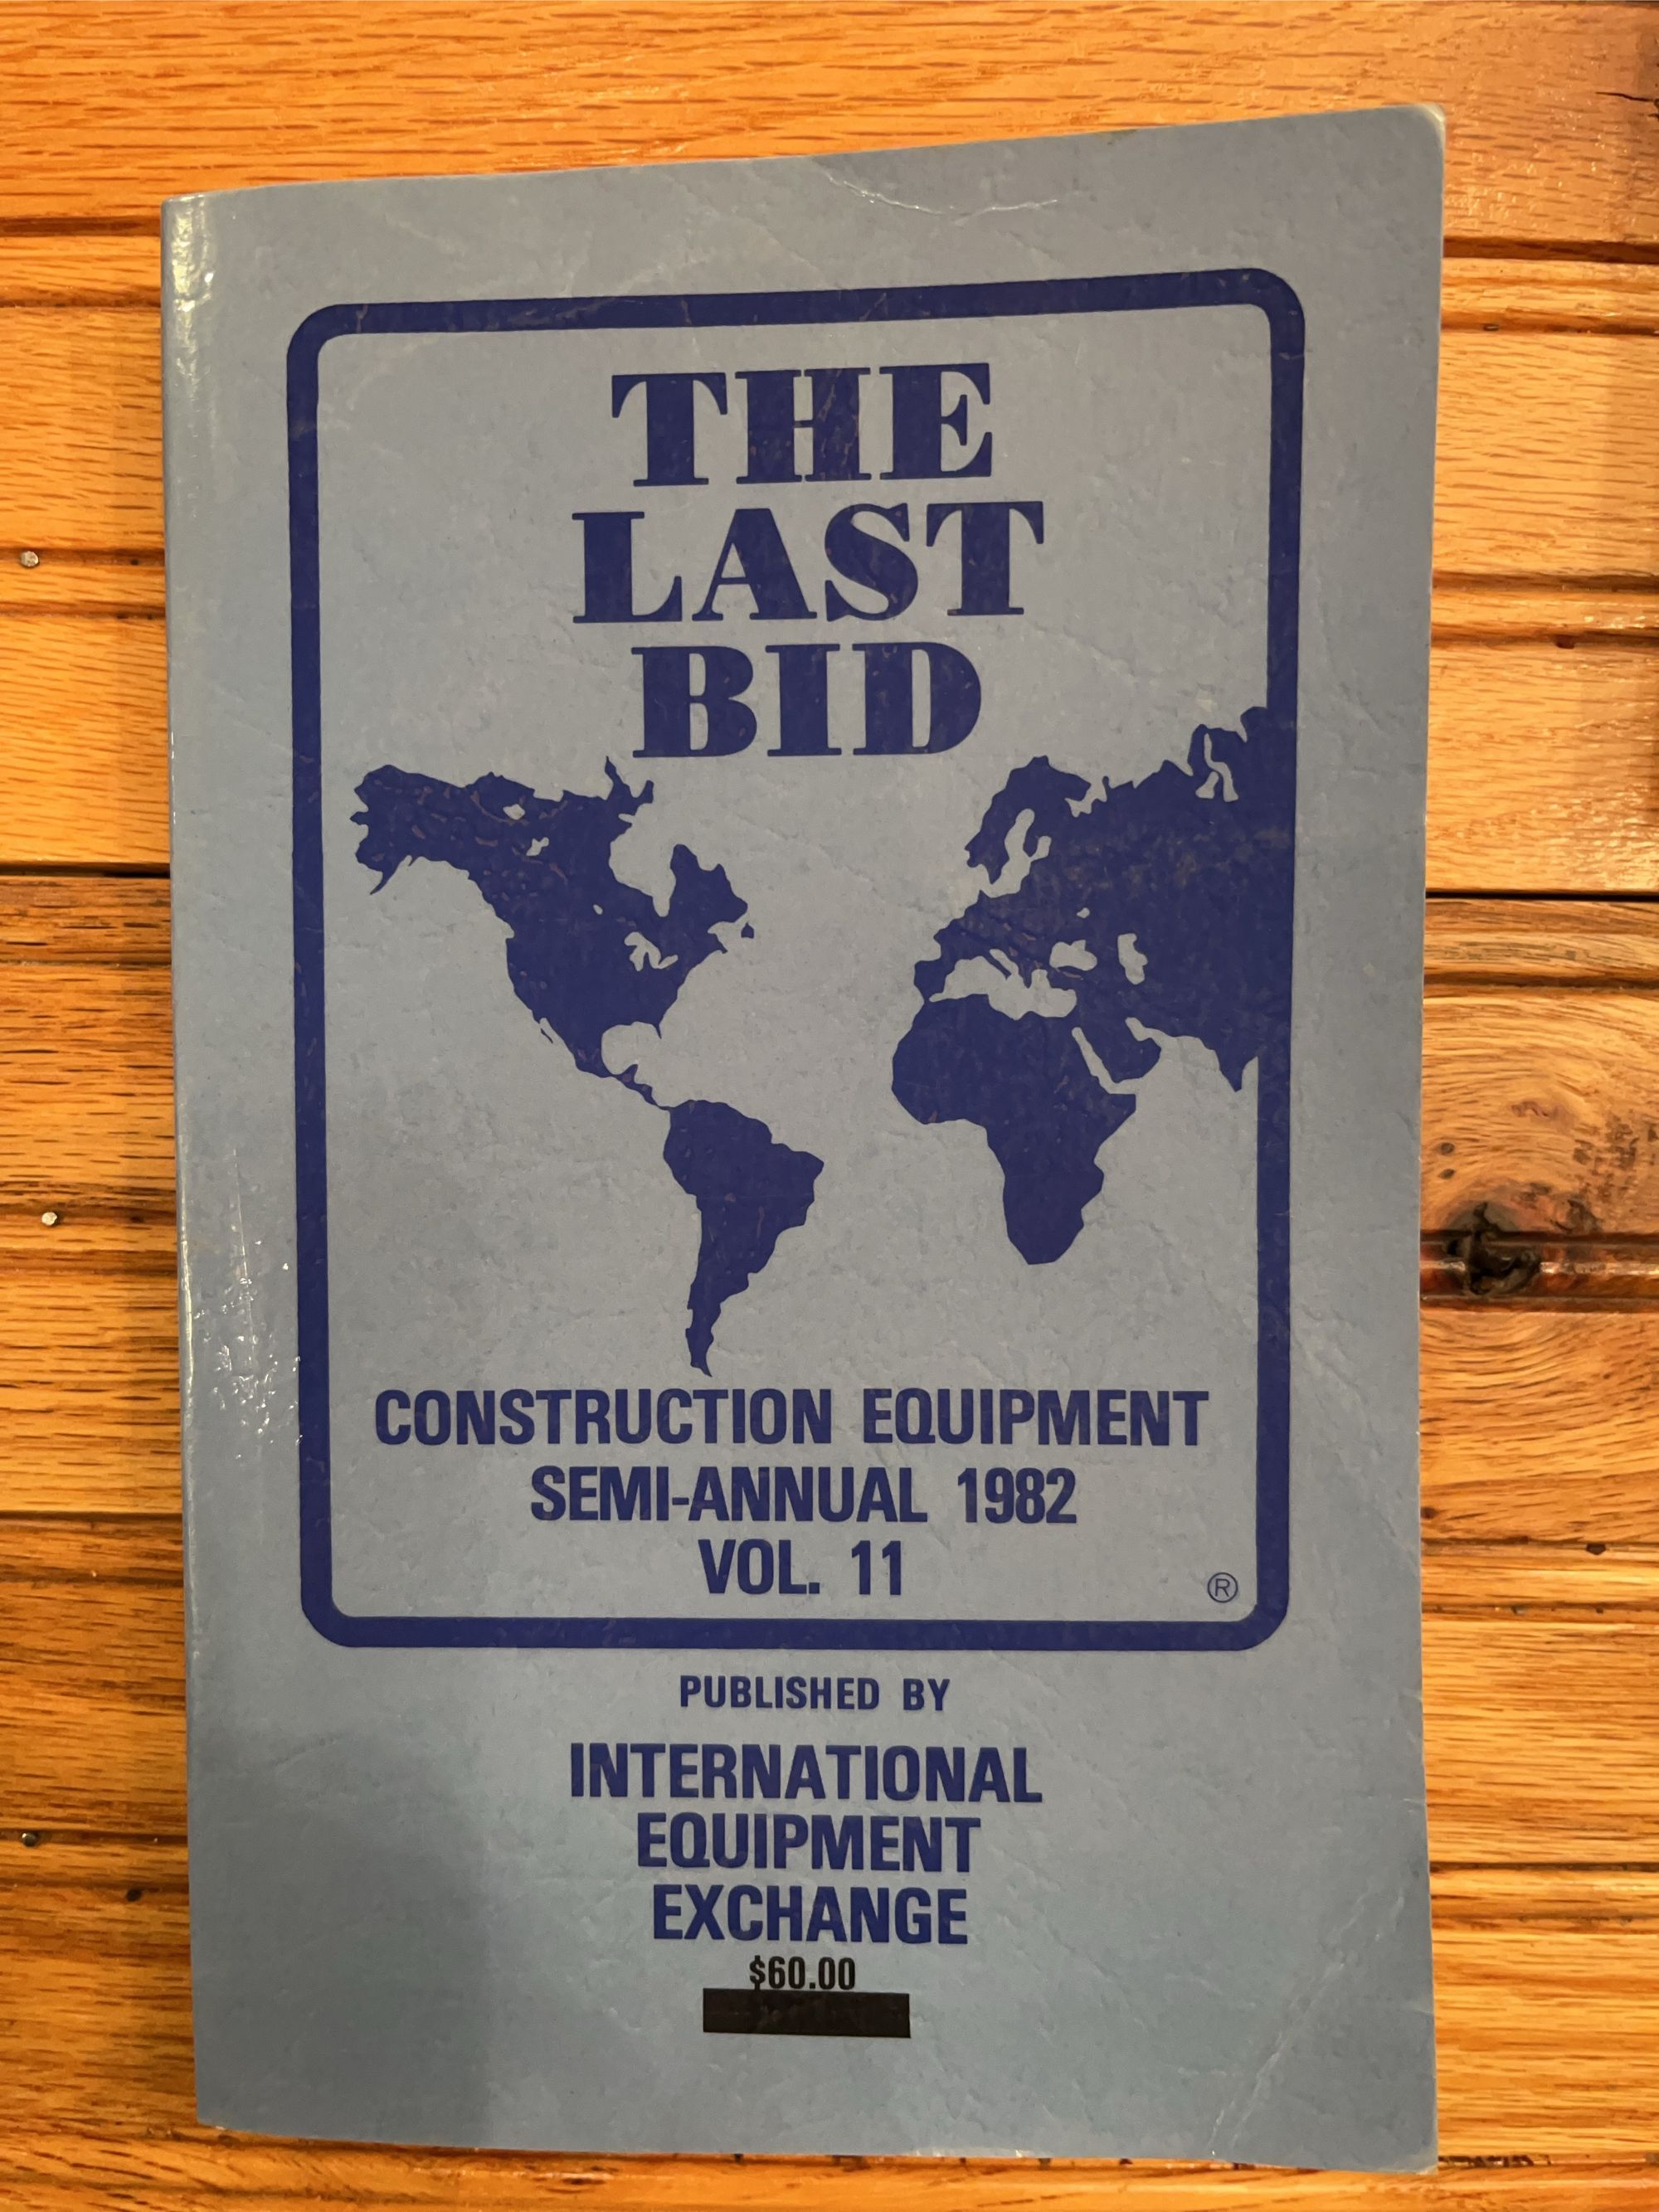 THE
LAST
BID
CONSTRUCTION EQUIPMENT
SEMI-ANNUAL 1982
VOL. 11
®
PUBLISHED BY
INTERNATIONAL
EQUIPMENT
EXCHANGE
$60.00